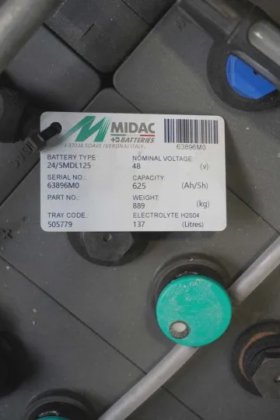 MIDAC
BATTERIES
63896M0
BATTERY TYPE
24/5MDL125
NOMINAL VOLTAGE:
48 (v)
SERIAL NO:
63896M0
CAPACITY:
625 (Ah/5h)
PART NO.:
WEIGHT:
889 (kg)
TRAY CODE:
505779
ELECTROLYTE H2SO4
137 (Litres)